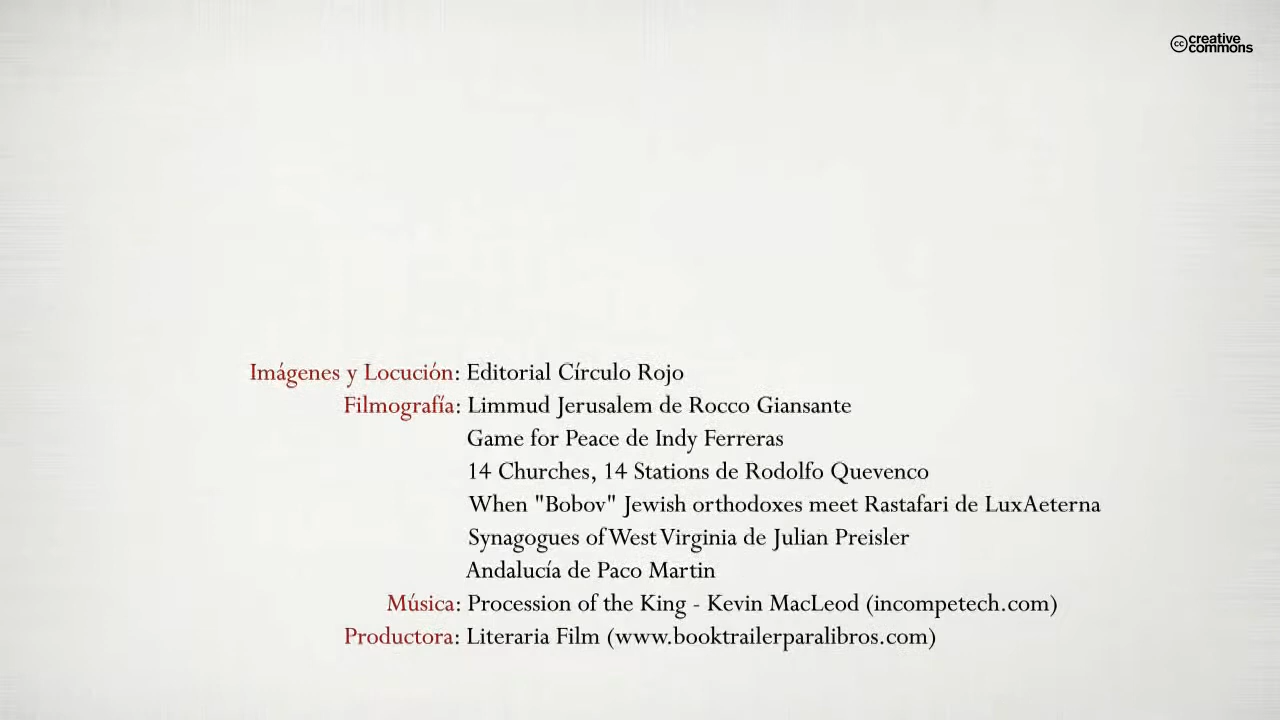 cc creative
commons
Imágenes y Locución: Editorial Círculo Rojo
Filmografía: Limmud Jerusalem de Rocco Giansante
Game for Peace de Indy Ferreras
14 Churches, 14 Stations de Rodolfo Quevenco
When "Bobov" Jewish orthodoxes meet Rastafari de LuxAeterna
Synagogues of West Virginia de Julian Preisler
Andalucía de Paco Martin
Música: Procession of the King - Kevin MacLeod (incompetech.com)
Productora: Literaria Film (www.booktrailerparalibros.com)